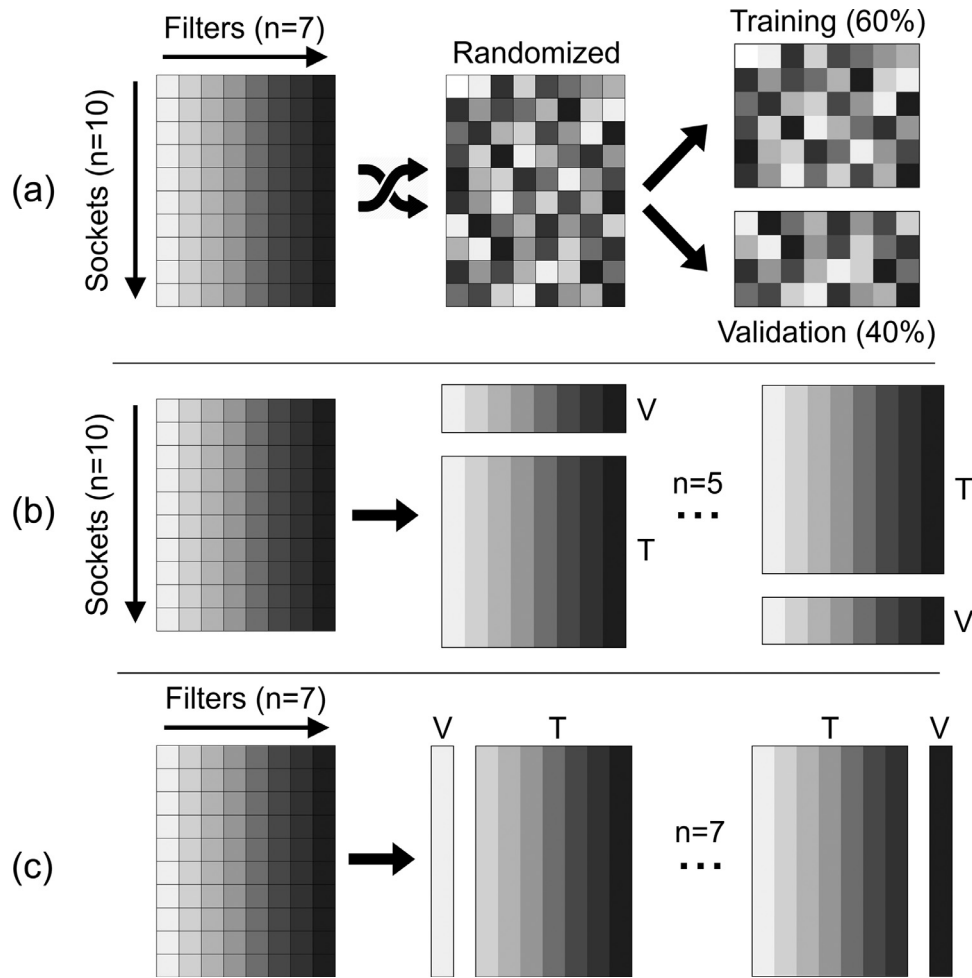 Filters (n=7)
Training (60%)
Randomized
Sockets (n=10)
(a)
Validation (40%)
Sockets (n=10)
(b)
V
T
n=5
...
T
V
Filters (n=7)
(c)
V
T
n=7
...
T
V